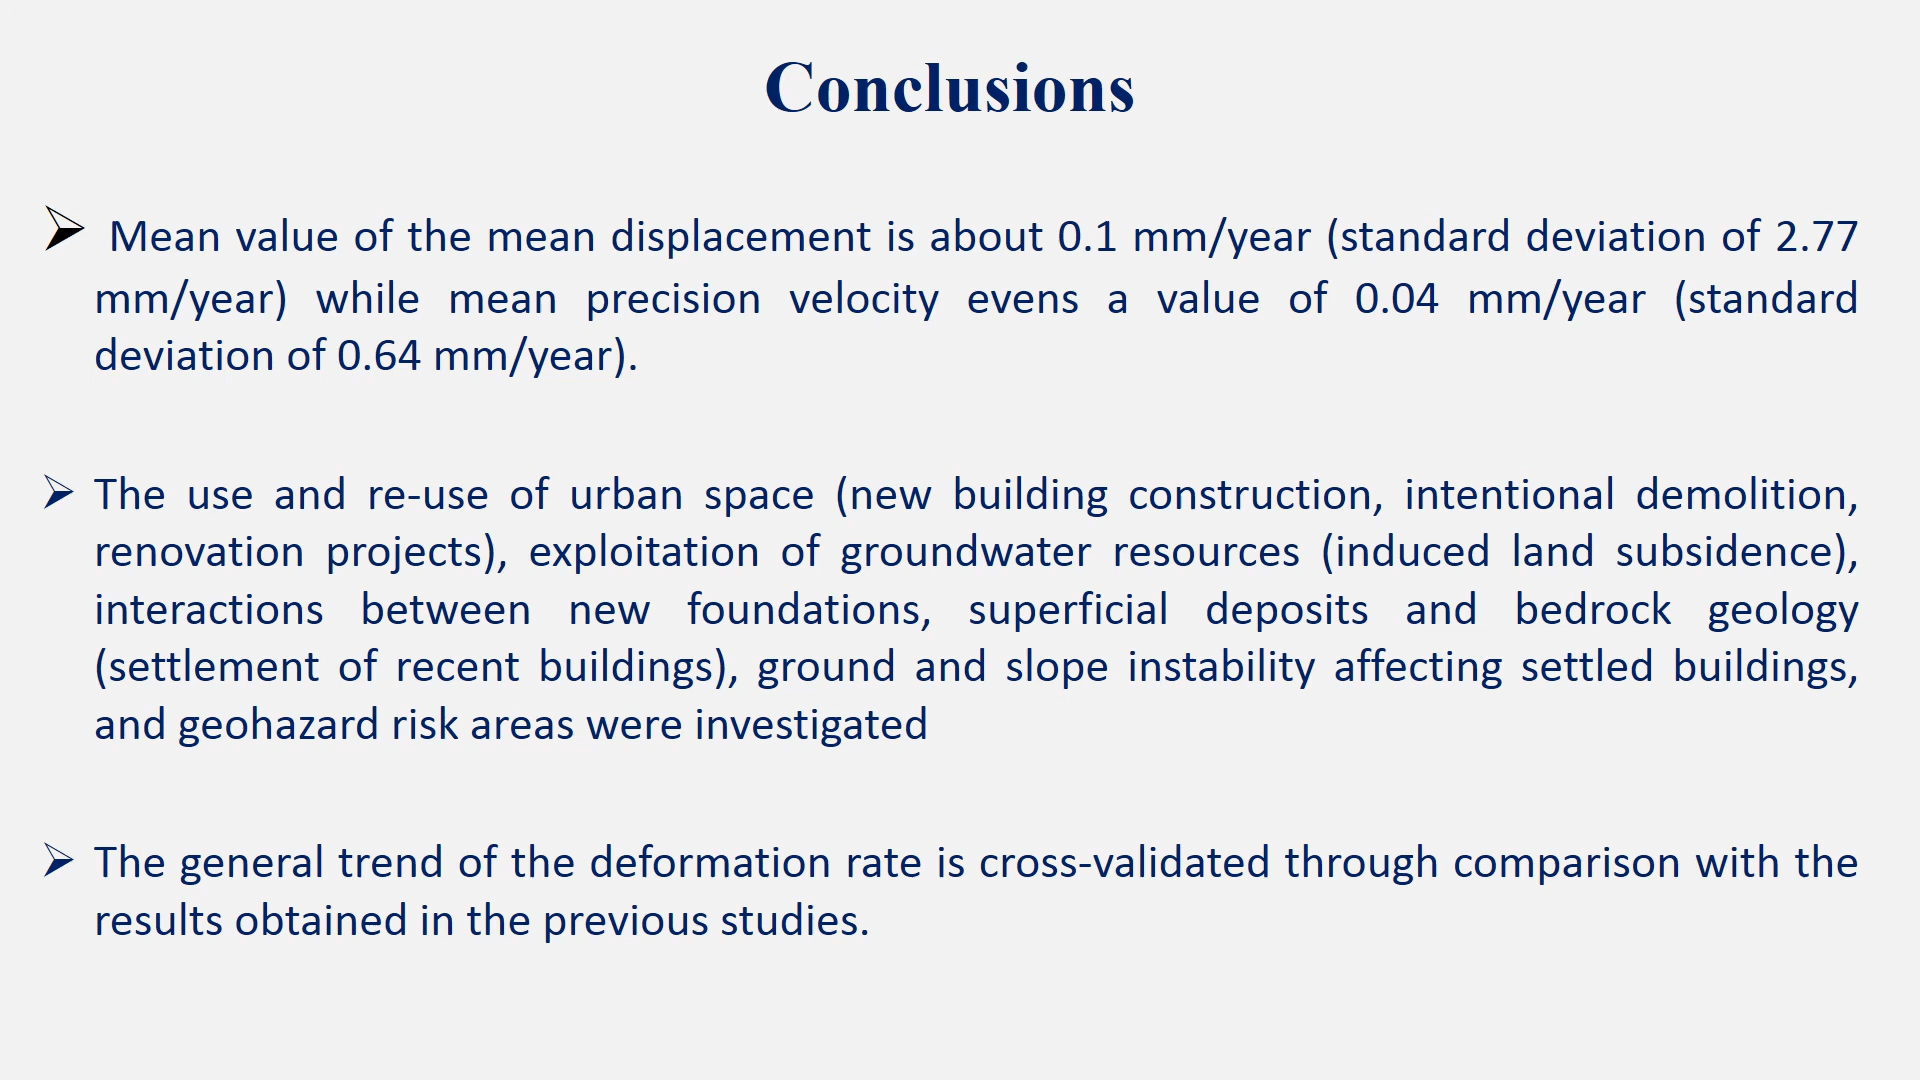 Conclusions
➢ Mean value of the mean displacement is about 0.1 mm/year (standard deviation of 2.77
mm/year) while mean precision velocity evens a value of 0.04 mm/year (standard
deviation of 0.64 mm/year).
➢ The use and re-use of urban space (new building construction, intentional demolition,
renovation projects), exploitation of groundwater resources (induced land subsidence),
interactions between new foundations, superficial deposits and bedrock geology
(settlement of recent buildings), ground and slope instability affecting settled buildings,
and geohazard risk areas were investigated
➢ The general trend of the deformation rate is cross-validated through comparison with the
results obtained in the previous studies.